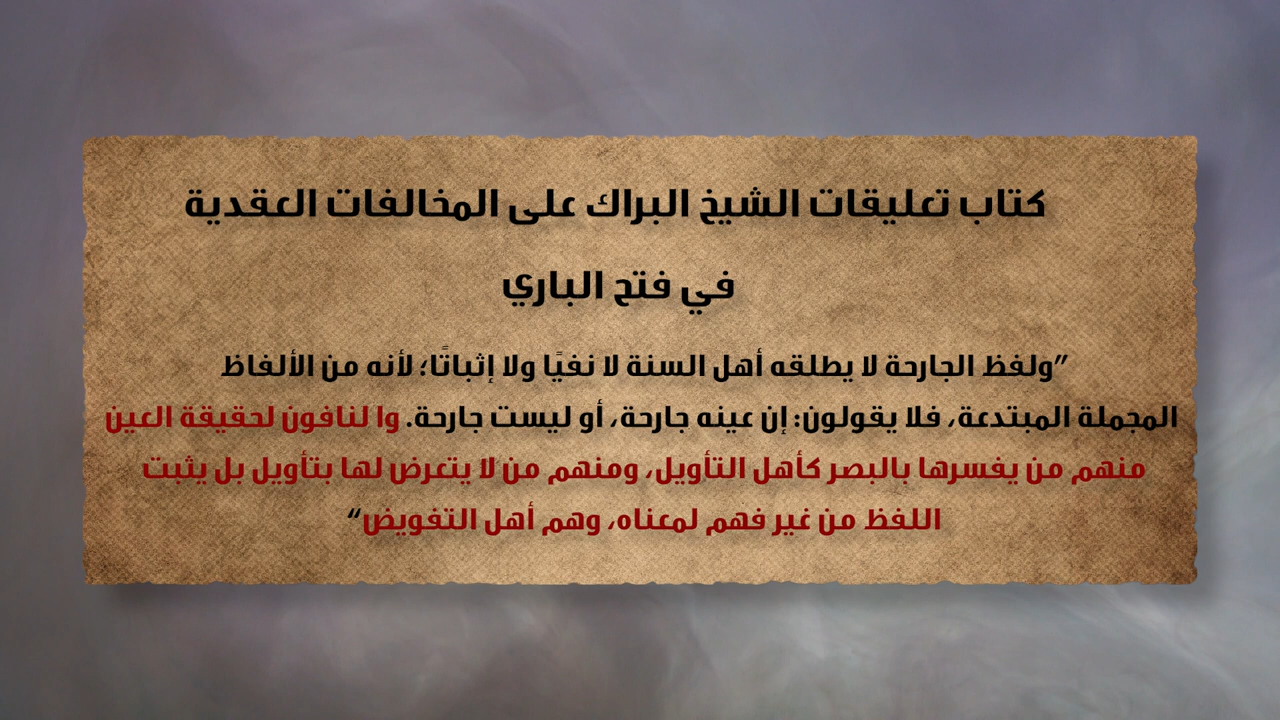 كتاب تعليقات الشيخ البراك على المخالفات العقدية
في فتح الباري
"ولفظ الجارحة لا يطلقه أهل السنة لا نفيًا ولا إثباتًا؛ لأنه من الألفاظ
المجملة المبتدعة، فلا يقولون: إن عينه جارحة، أو ليست جارحة. وا لنافون لحقيقة العين
منهم من يفسرها بالبصر كأهل التأويل، ومنهم من لا يتعرض لها بتأويل بل يثبت
اللفظ من غير فهم لمعناه، وهم أهل التفويض"